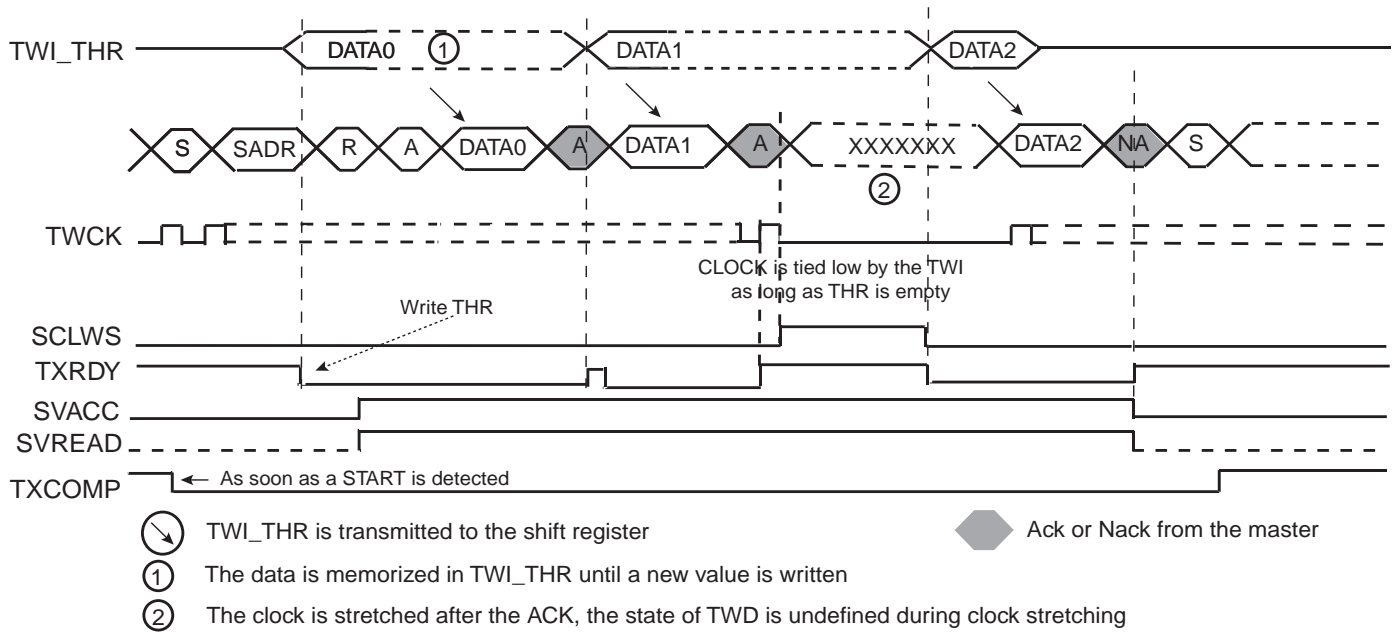 TWI_THR DATA0 1 DATA1 DATA2
S SADR R A DATA0 A DATA1 A XXXXXXX DATA2 NA S
2
TWCK
CLOCK is tied low by the TWI
as long as THR is empty
Write THR
SCLWS
TXRDY
SVACC
SVREAD
TXCOMP As soon as a START is detected
TWI_THR is transmitted to the shift register Ack or Nack from the master
1 The data is memorized in TWI_THR until a new value is written
2 The clock is stretched after the ACK, the state of TWD is undefined during clock stretching